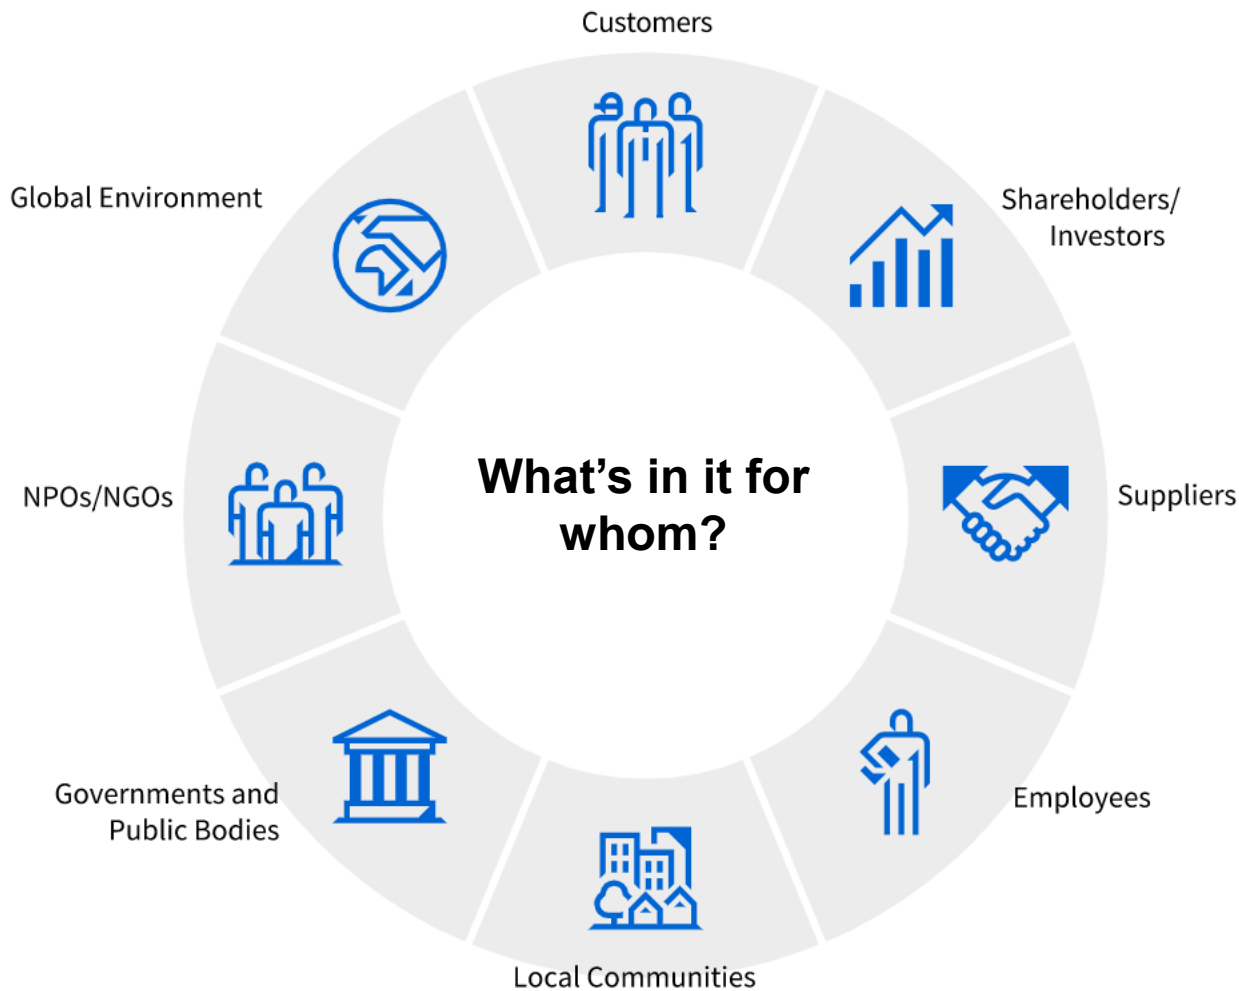 Customers
Global Environment
Shareholders/
Investors
What’s in it for
whom?
NPOs/NGOs
Suppliers
Governments and
Public Bodies
Employees
Local Communities